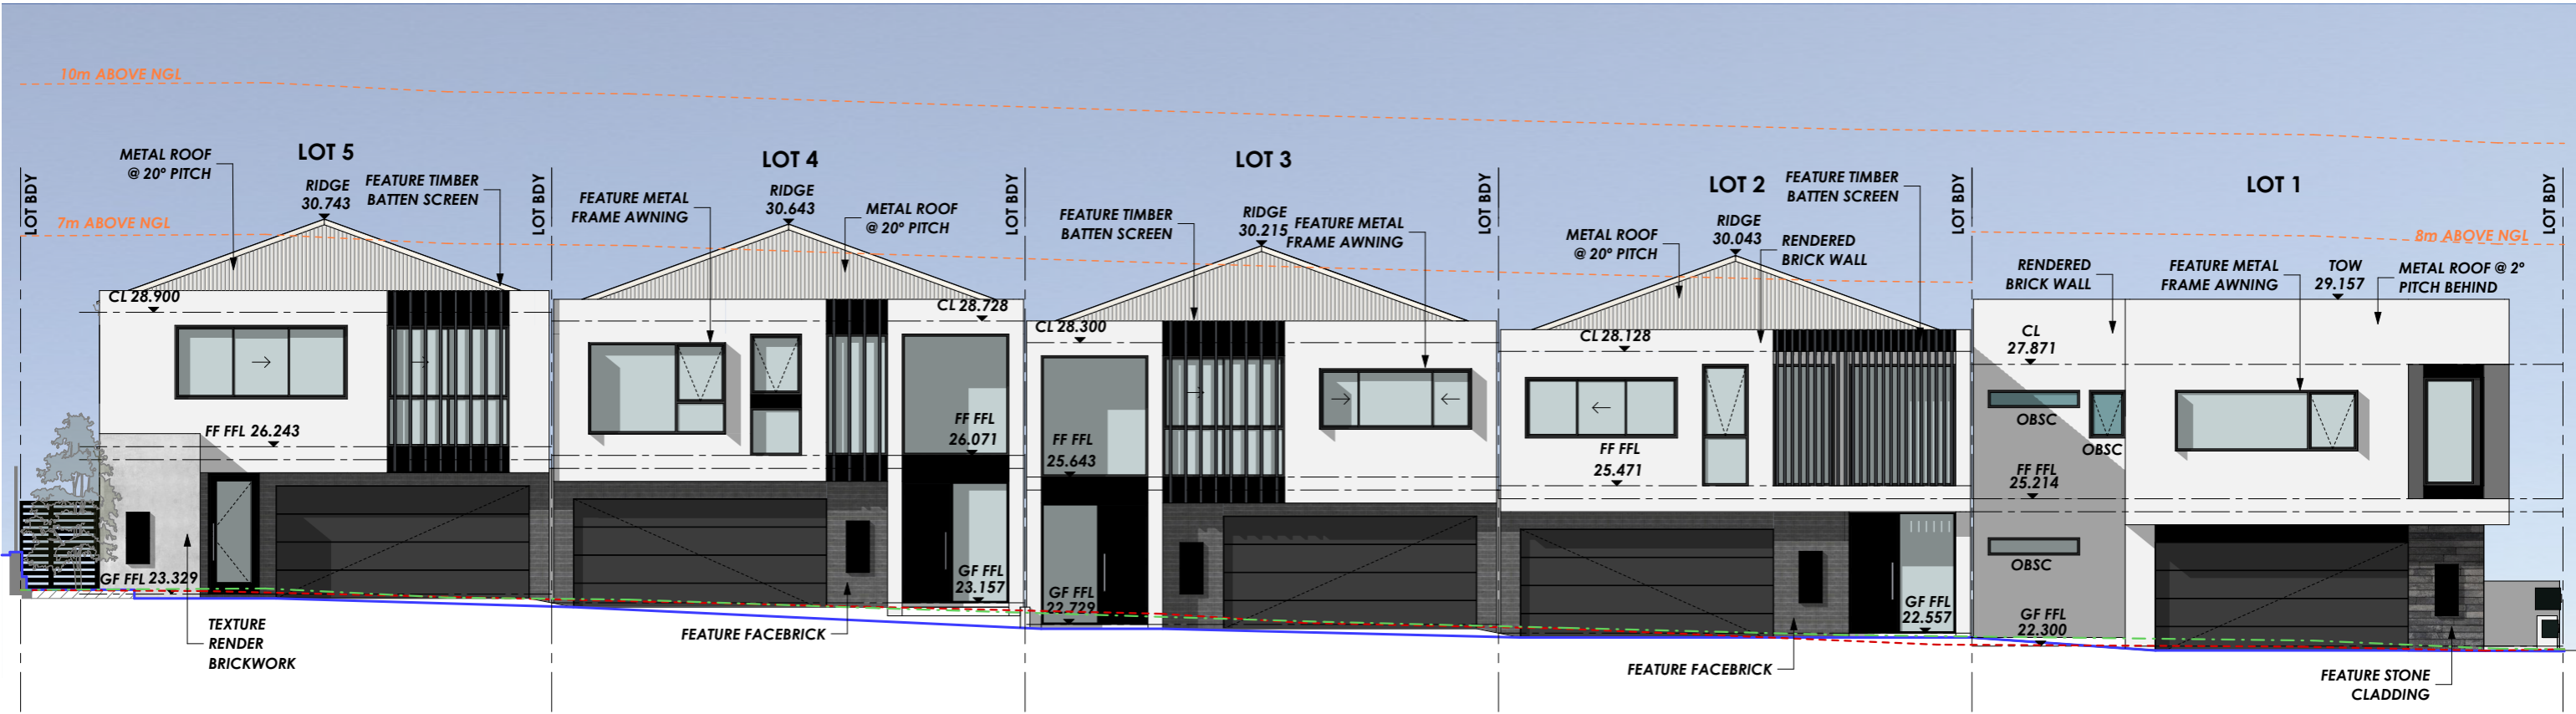 10m ABOVE NGL
7m ABOVE NGL
8m ABOVE NGL
LOT BDY
LOT 5
METAL ROOF
@ 20° PITCH
RIDGE
30.743
FEATURE TIMBER
BATTEN SCREEN
CL 28.900
FF FFL 26.243
GF FFL 23.329
TEXTURE
RENDER
BRICKWORK
LOT BDY
LOT 4
FEATURE METAL
FRAME AWNING
RIDGE
30.643
METAL ROOF
@ 20° PITCH
CL 28.728
FF FFL
26.071
GF FFL
23.157
FEATURE FACEBRICK
LOT BDY
LOT 3
FEATURE TIMBER
BATTEN SCREEN
RIDGE
30.215
FEATURE METAL
FRAME AWNING
CL 28.300
FF FFL
25.643
GF FFL
22.729
LOT BDY
LOT 2
METAL ROOF
@ 20° PITCH
RIDGE
30.043
FEATURE TIMBER
BATTEN SCREEN
RENDERED
BRICK WALL
CL 28.128
FF FFL
25.471
GF FFL
22.557
FEATURE FACEBRICK
LOT BDY
LOT 1
RENDERED
BRICK WALL
FEATURE METAL
FRAME AWNING
TOW
29.157
METAL ROOF @ 2°
PITCH BEHIND
CL
27.871
OBSC
OBSC
FF FFL
25.214
OBSC
GF FFL
22.300
FEATURE STONE
CLADDING
LOT BDY